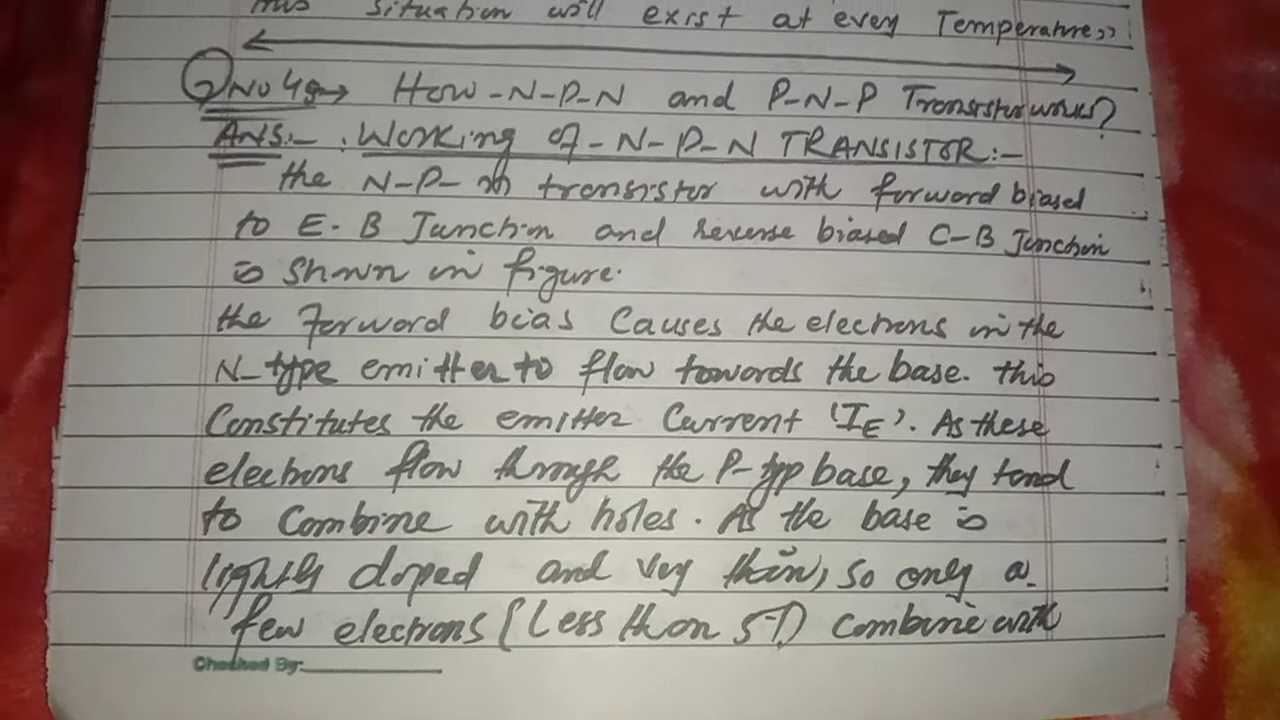 this situation will exist at every Temperature,,
Q No 48→ How-N-P-N and P-N-P Transistor works?
ANS:- . WORKING OF-N-P-N TRANSISTOR:-
the N-P-N transistor with forward biased
to E.B Junction and reverse biased C-B Junction
is shown in figure.
the Forward bias Causes the electrons in the
N-type emitter to flow towards the base. this
Constitutes the emitter Current 'IE'. As these
electrons flow through the P-typ base, they tend
to Combine with holes. As the base is
lightly doped and very thin, so only a
few electrons (Less than 5%) Combine with
Checked By: